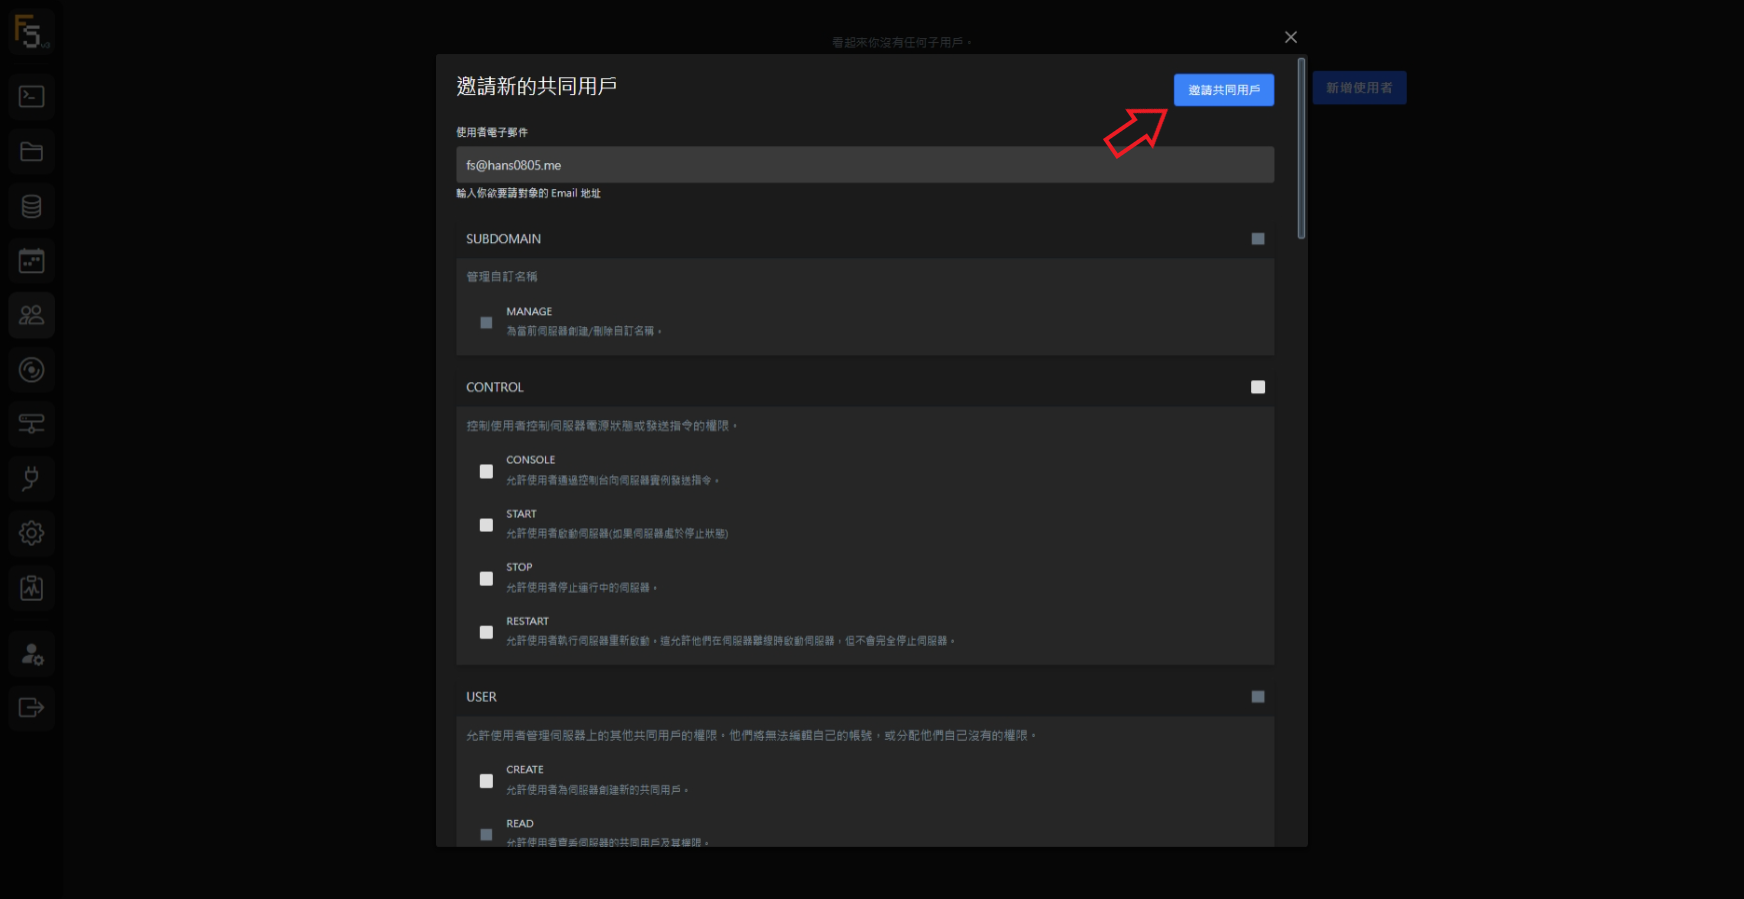 FS v3
看起來你沒有任何子用戶。
邀請新的共同用戶
邀請共同用戶
新增使用者
使用者電子郵件
fs@hans0805.me
輸入你欲要請對象的 Email 地址
SUBDOMAIN
管理自訂名稱
MANAGE
為當前伺服器創建/刪除自訂名稱。
CONTROL
控制使用者控制伺服器電源狀態或發送指令的權限。
CONSOLE
允許使用者通過控制台向伺服器實例發送指令。
START
允許使用者啟動伺服器(如果伺服器處於停止狀態)
STOP
允許使用者停止運行中的伺服器。
RESTART
允許使用者執行伺服器重新啟動。這允許他們在伺服器離線時啟動伺服器，但不會完全停止伺服器。
USER
允許使用者管理伺服器上的其他共同用戶的權限。他們將無法編輯自己的帳號，或分配他們自己沒有的權限。
CREATE
允許使用者為伺服器創建新的共同用戶。
READ
允許使用者查看伺服器的共同用戶及其權限。